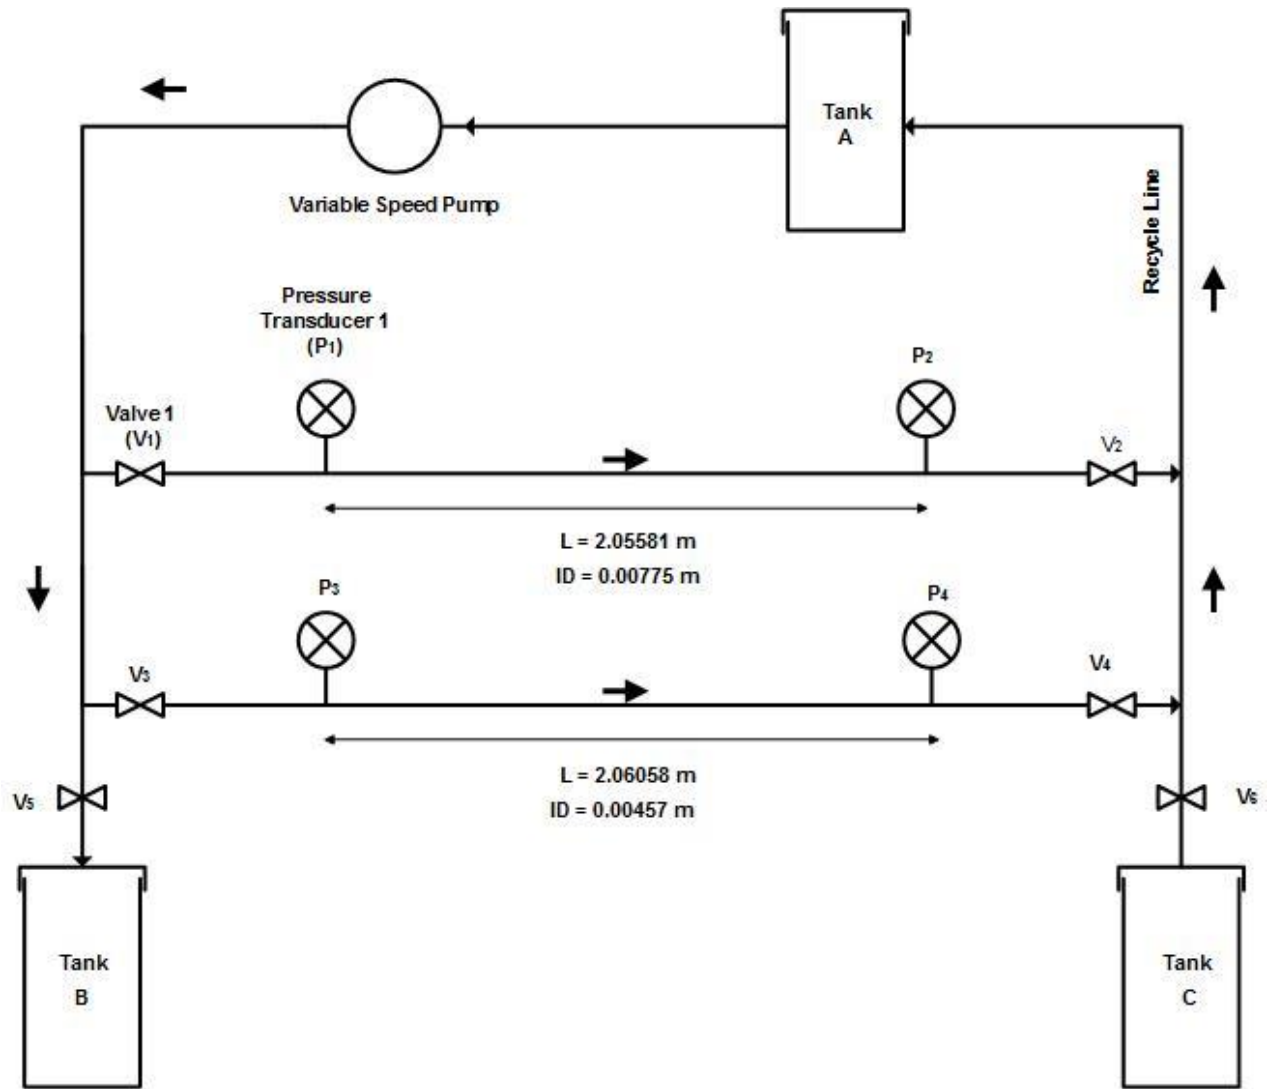 Tank
A
Variable Speed Pump
Recycle Line
Pressure
Transducer 1
(P₁)
P₂
Valve 1
(V₁)
V₂
L = 2.05581 m
ID = 0.00775 m
P₃
P₄
V₃
V₄
L = 2.06058 m
ID = 0.00457 m
V₅
V₆
Tank
B
Tank
C